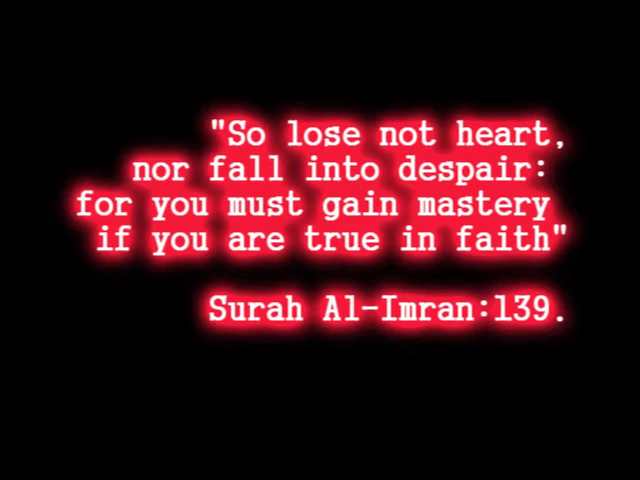 "So lose not heart,
nor fall into despair:
for you must gain mastery
if you are true in faith"
Surah Al-Imran:139.